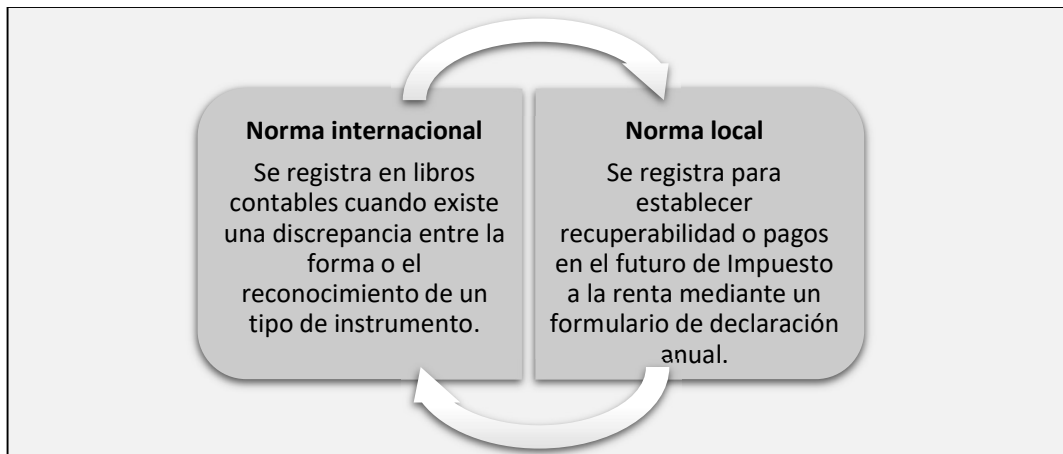 Norma internacional
Se registra en libros
contables cuando existe
una discrepancia entre la
forma o el
reconocimiento de un
tipo de instrumento.
Norma local
Se registra para
establecer
recuperabilidad o pagos
en el futuro de Impuesto
a la renta mediante un
formulario de declaración
anual.